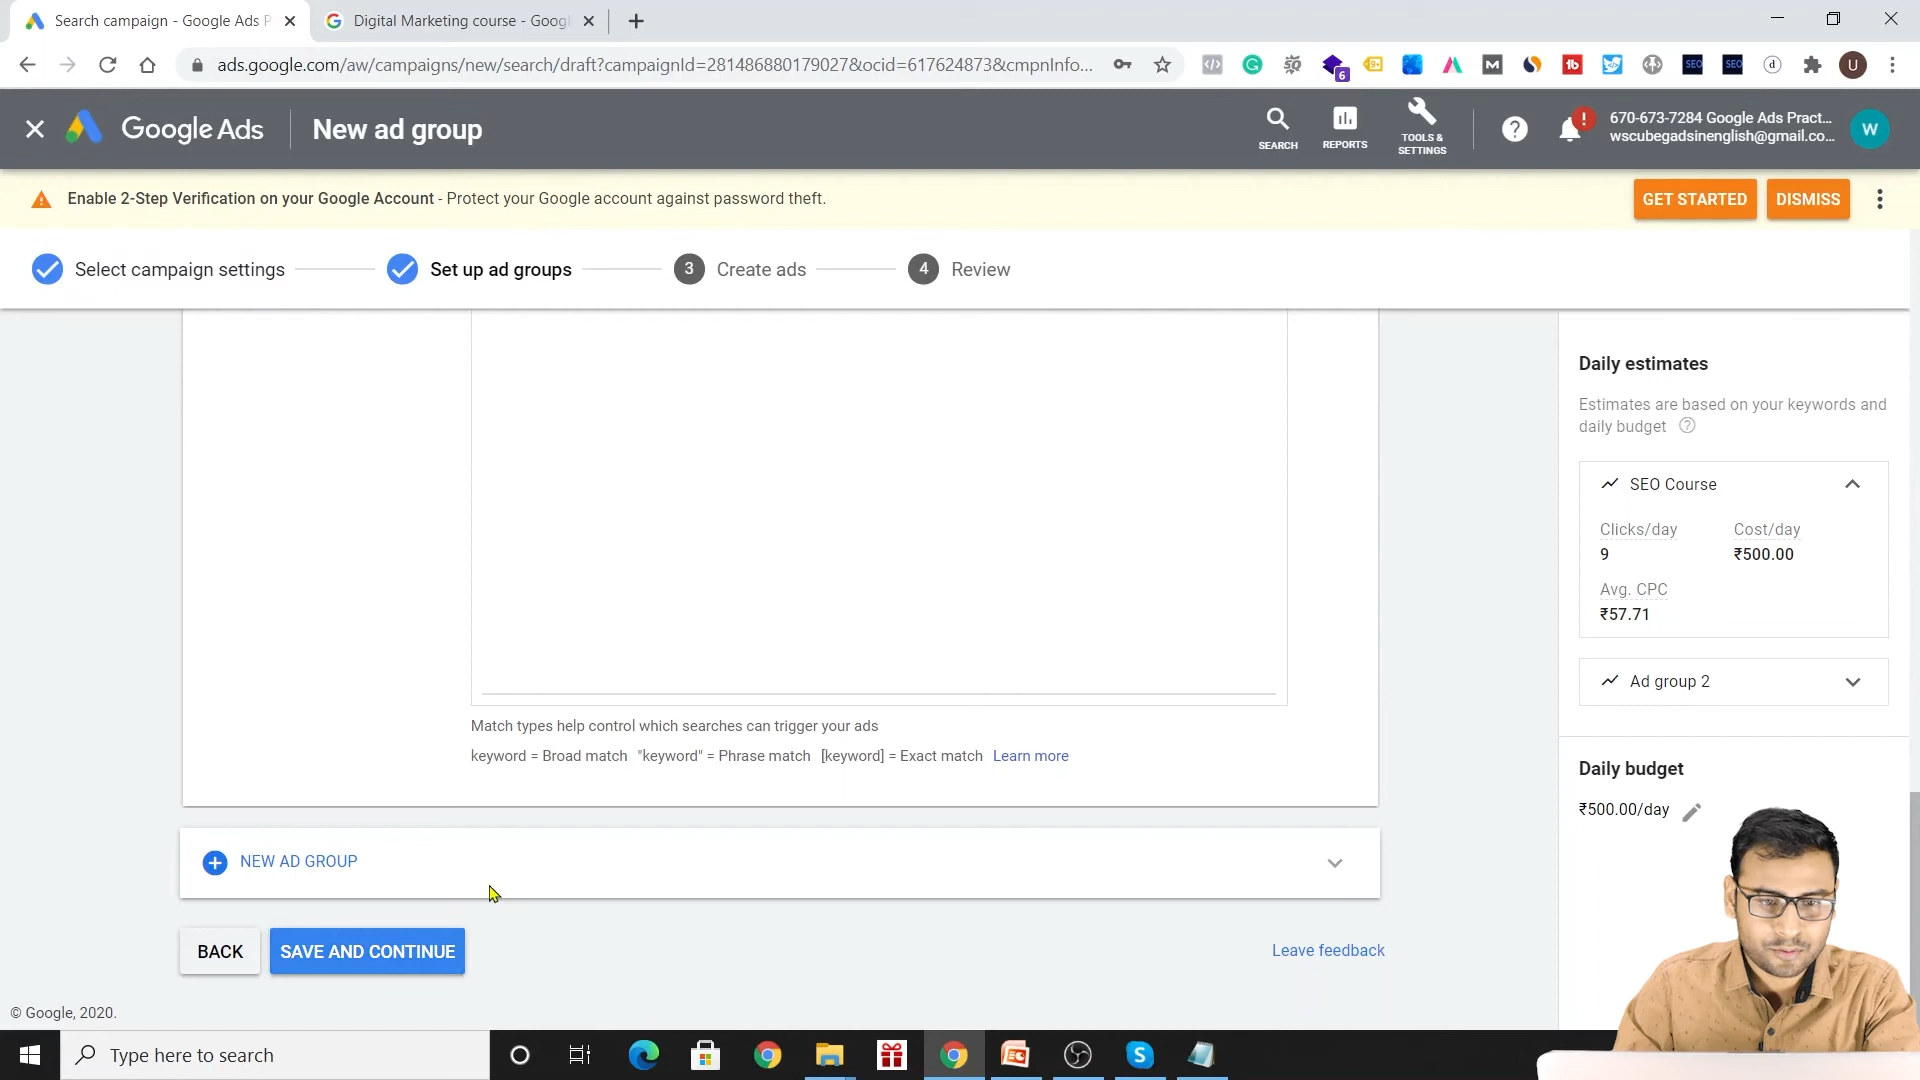 Search campaign - Google Ads P
Digital Marketing course - Googl
ads.google.com/aw/campaigns/new/search/draft?campaignId=281486880179027&ocid=617624873&cmpnInfo...
6
SEO
SEO
U
Google Ads
New ad group
SEARCH
REPORTS
TOOLS &
SETTINGS
670-673-7284 Google Ads Pract...
wscubegadsinenglish@gmail.co...
W
Enable 2-Step Verification on your Google Account - Protect your Google account against password theft.
GET STARTED
DISMISS
Select campaign settings
Set up ad groups
3 Create ads
4 Review
Daily estimates
Estimates are based on your keywords and
daily budget
SEO Course
Clicks/day
Cost/day
9
₹500.00
Avg. CPC
₹57.71
Ad group 2
Match types help control which searches can trigger your ads
keyword = Broad match "keyword" = Phrase match [keyword] = Exact match Learn more
Daily budget
₹500.00/day
NEW AD GROUP
BACK
SAVE AND CONTINUE
Leave feedback
© Google, 2020.
Type here to search